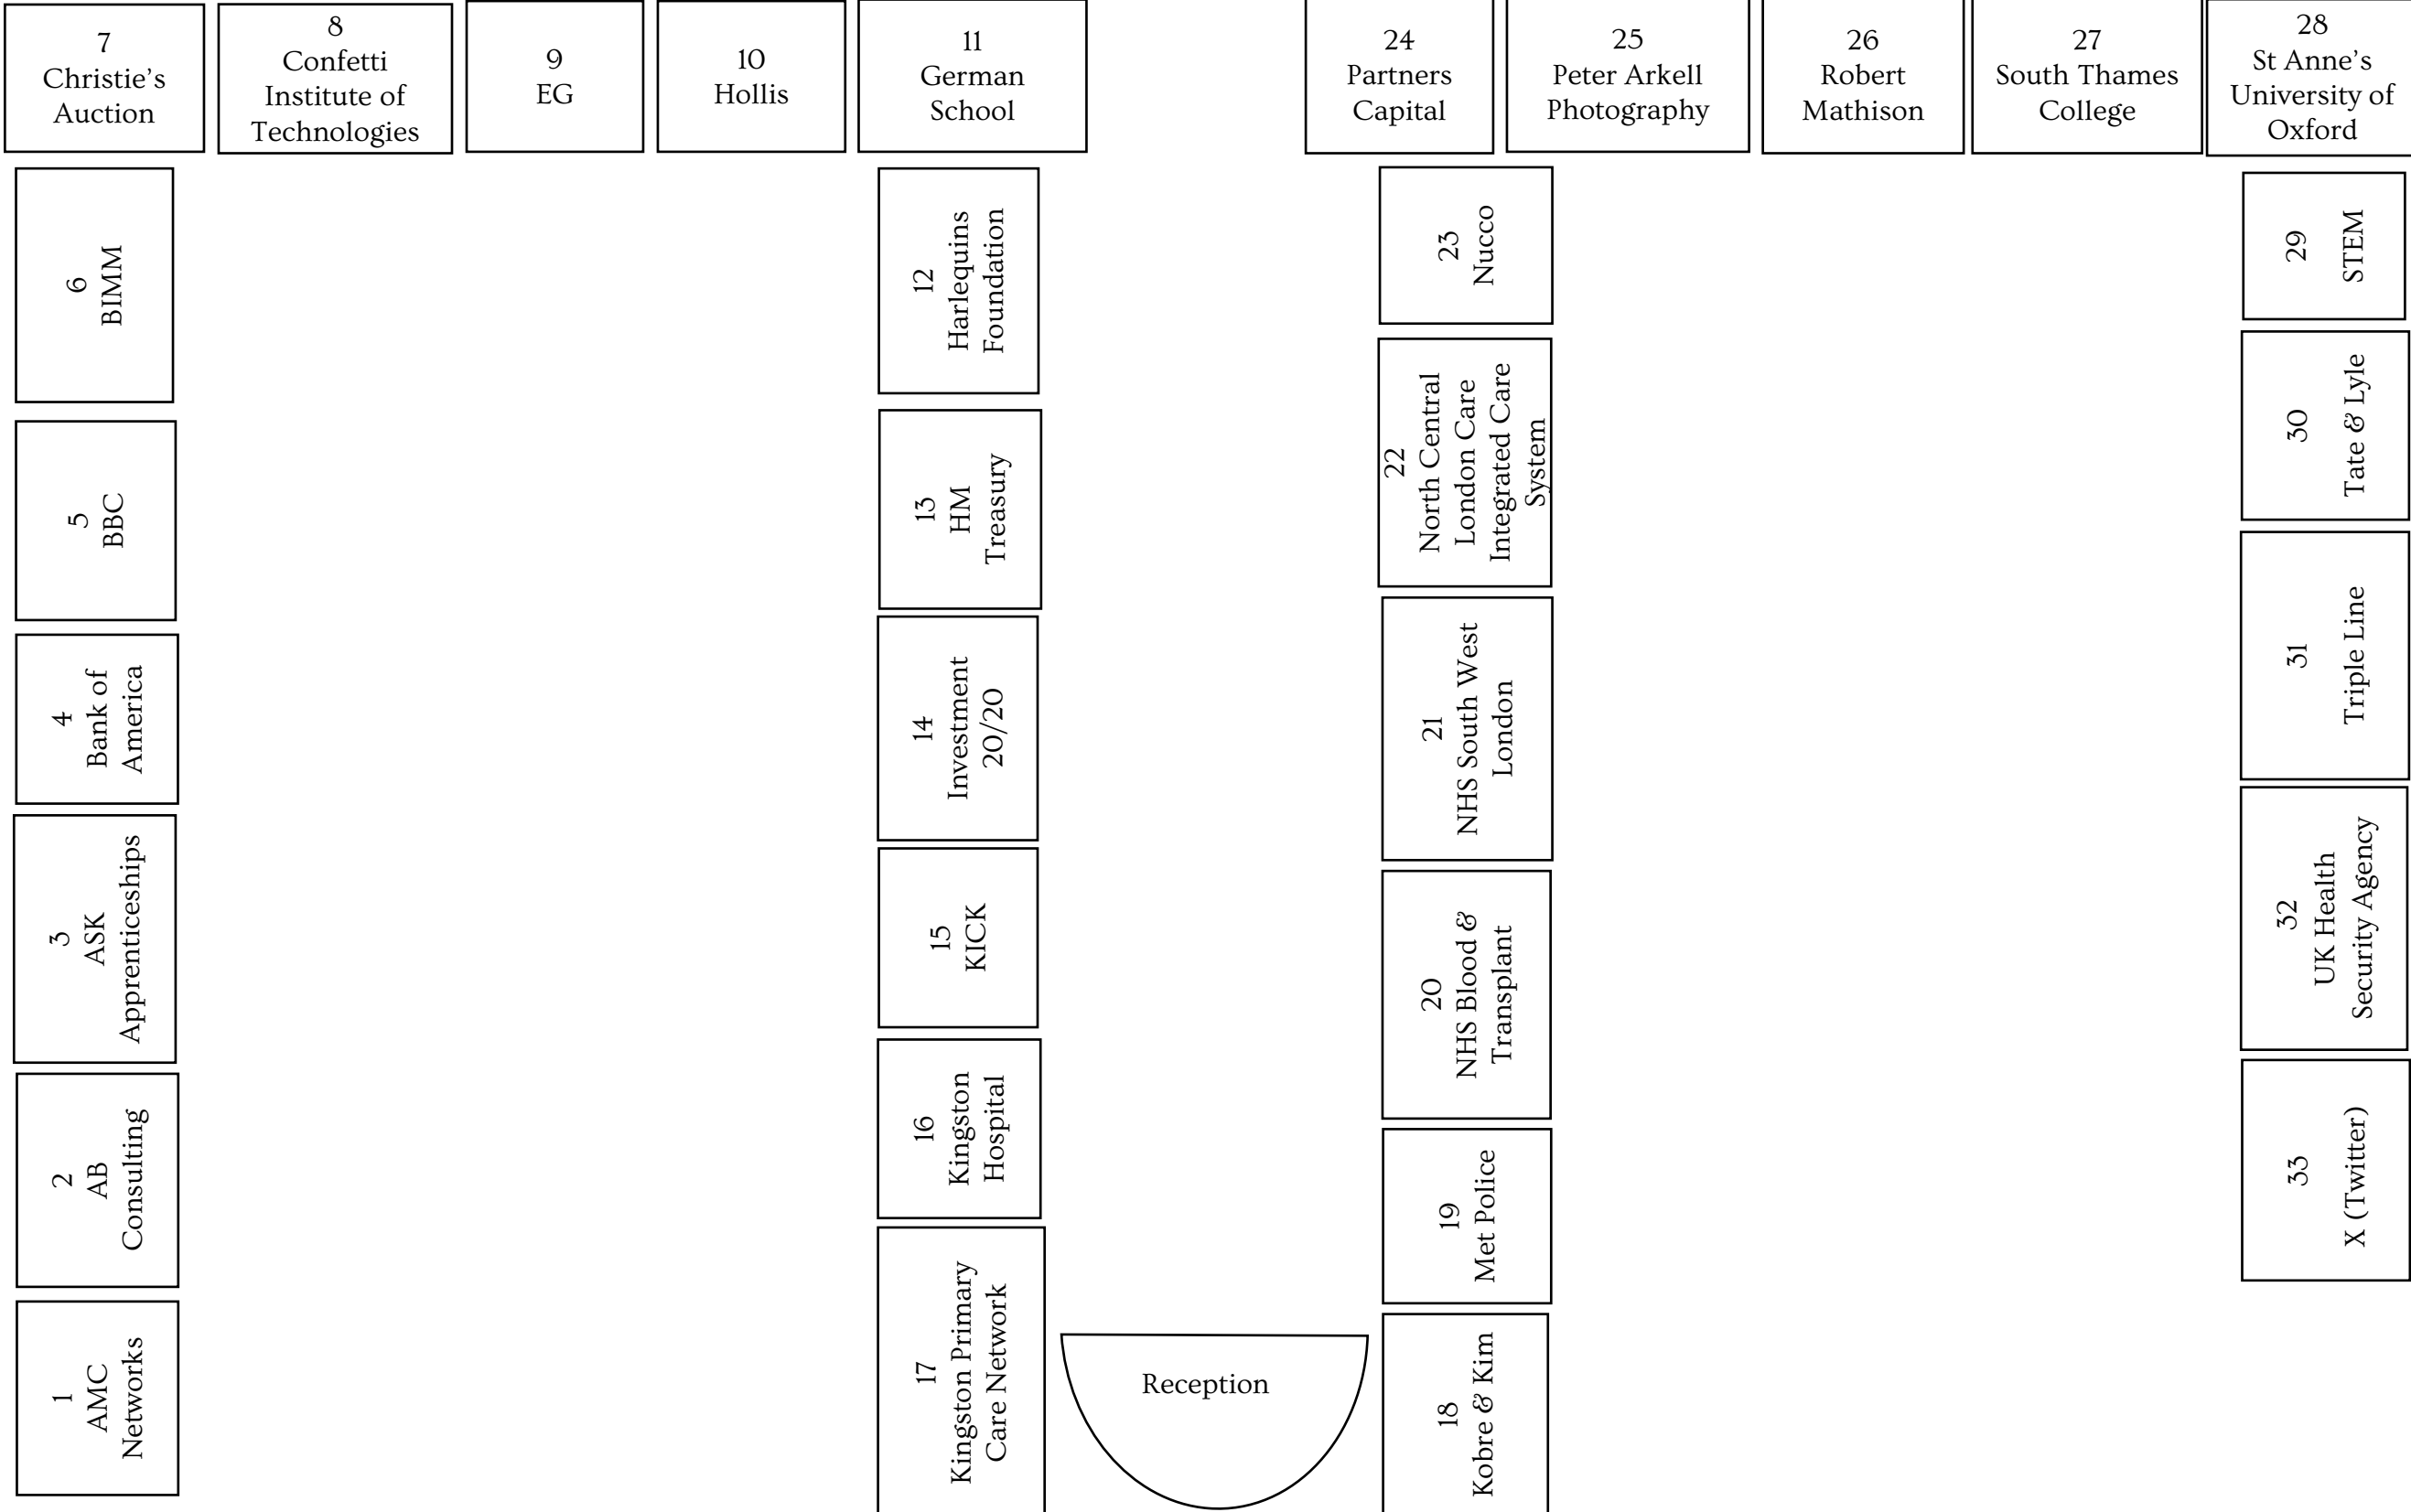 7
Christie’s
Auction
8
Confetti
Institute of
Technologies
9
EG
10
Hollis
11
German
School
24
Partners
Capital
25
Peter Arkell
Photography
26
Robert
Mathison
27
South Thames
College
28
St Anne’s
University of
Oxford
6
BIMM
5
BBC
4
Bank of
America
3
ASK
Apprenticeships
2
AB
Consulting
1
AMC
Networks
12
Harlequins
Foundation
13
HM
Treasury
14
Investment
20/20
15
KICK
16
Kingston
Hospital
17
Kingston Primary
Care Network
Reception
23
Nucco
22
North Central
London Care
Integrated Care
System
21
NHS South West
London
20
NHS Blood &
Transplant
19
Met Police
18
Kobre & Kim
29
STEM
30
Tate & Lyle
31
Triple Line
32
UK Health
Security Agency
33
X (Twitter)